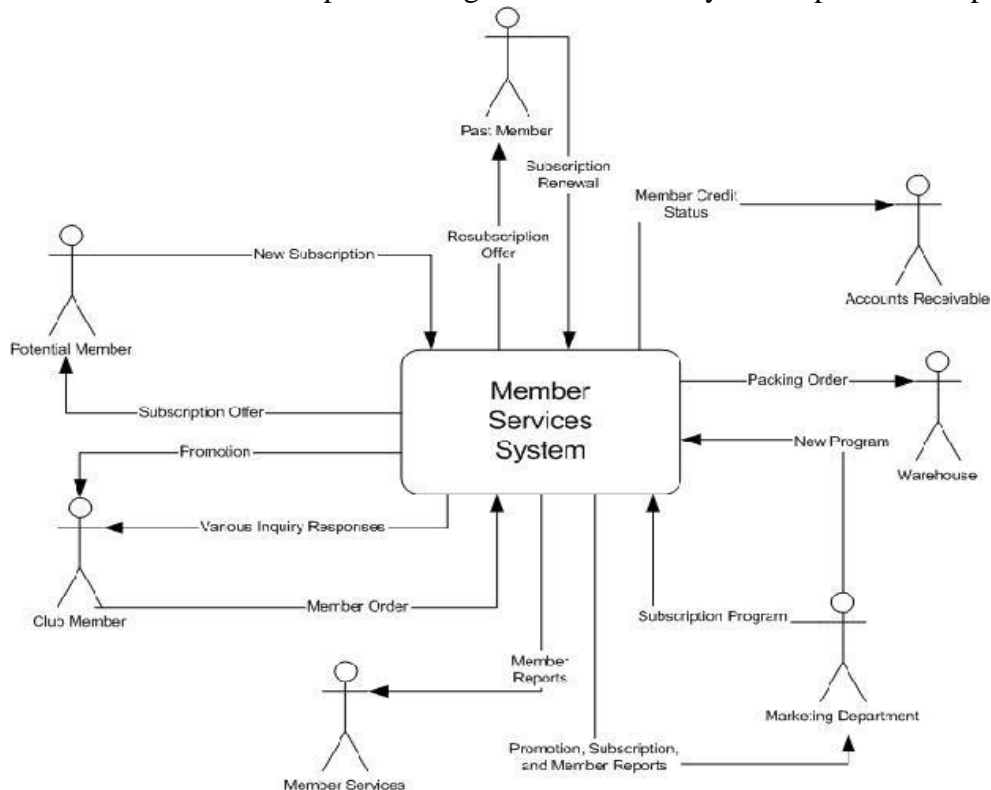 Past Member
Subscription
Renewal
Member Credit
Status
Resubscription
Offer
New Subscription
Accounts Receivable
Potential Member
Member
Services
System
Packing Order
Subscription Offer
New Program
Promotion
Warehouse
Various Inquiry Responses
Member Order
Club Member
Subscription Program
Member
Reports
Marketing Department
Promotion, Subscription,
and Member Reports
Member Services